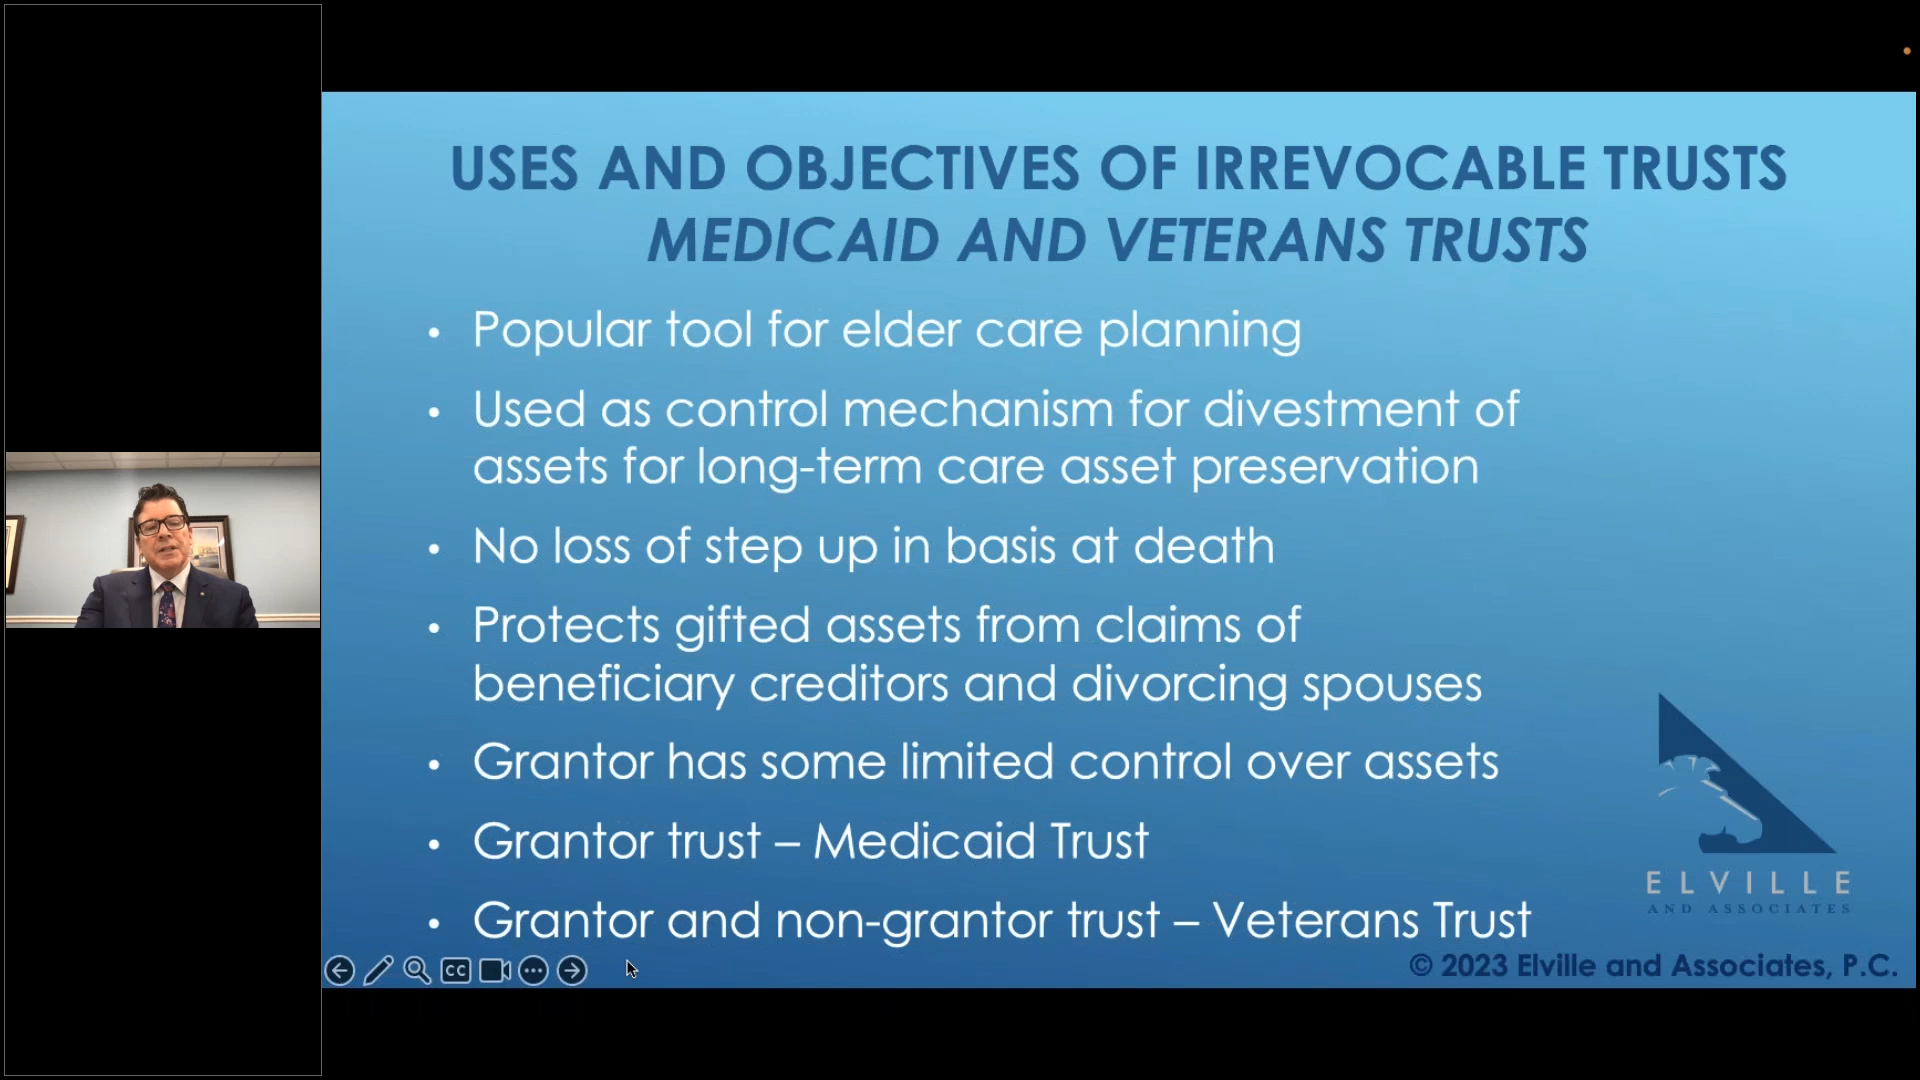 USES AND OBJECTIVES OF IRREVOCABLE TRUSTS
MEDICAID AND VETERANS TRUSTS
• Popular tool for elder care planning
• Used as control mechanism for divestment of
assets for long-term care asset preservation
• No loss of step up in basis at death
• Protects gifted assets from claims of
beneficiary creditors and divorcing spouses
• Grantor has some limited control over assets
• Grantor trust – Medicaid Trust
• Grantor and non-grantor trust – Veterans Trust
ELVILLE
AND ASSOCIATES
CC
© 2023 Elville and Associates, P.C.